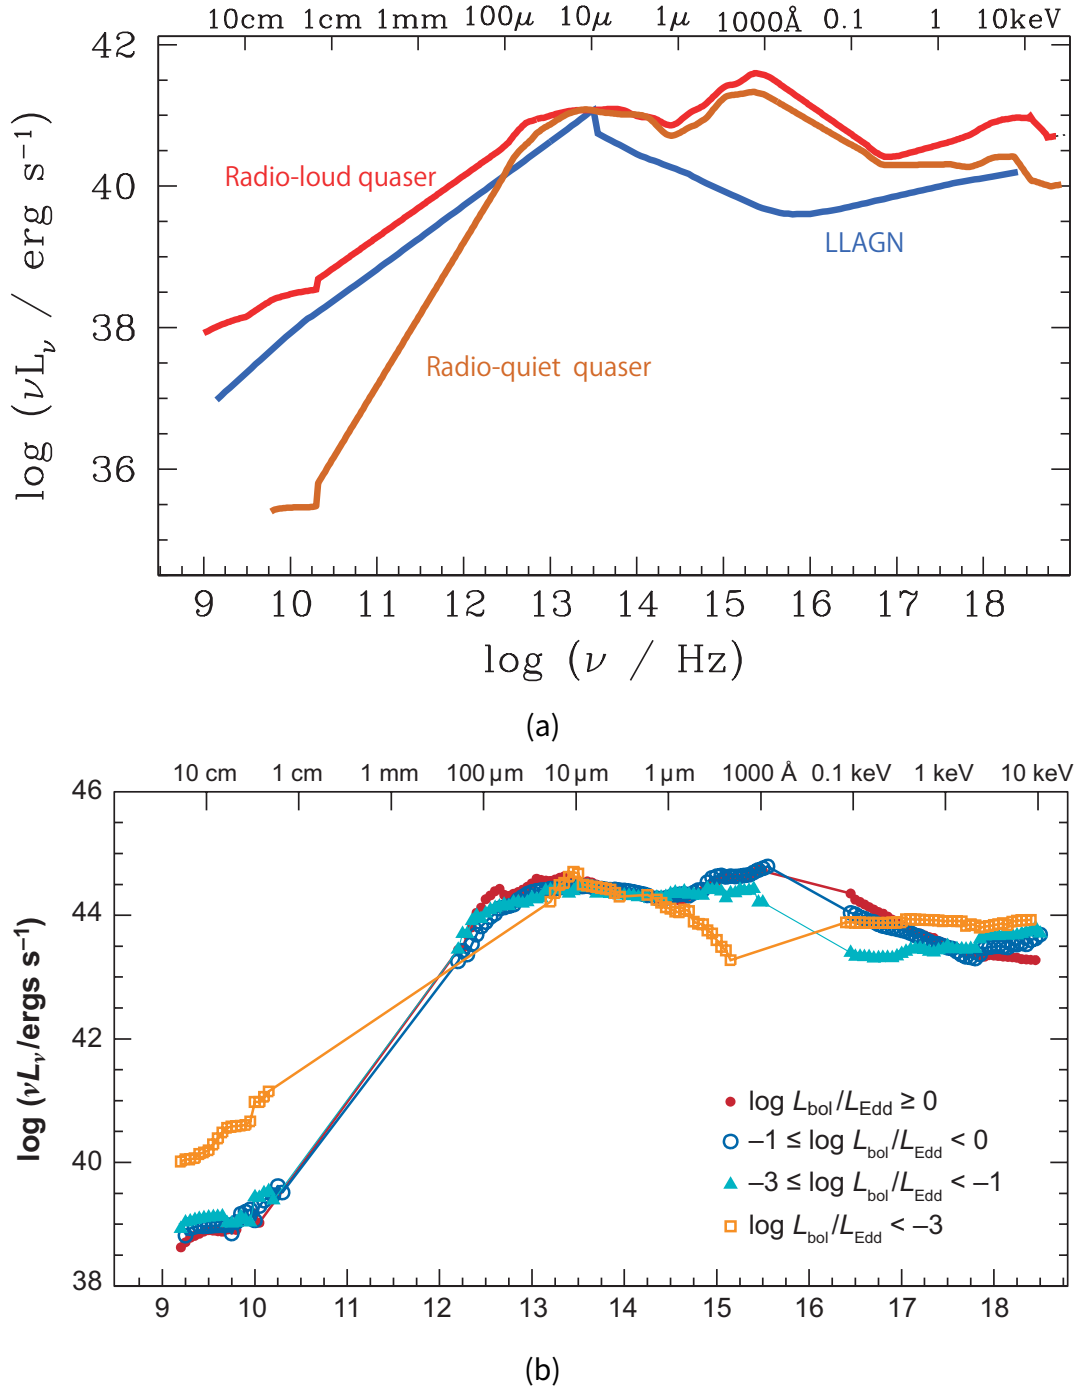 10cm 1cm 1mm 100μ 10μ 1μ 1000Å 0.1 1 10keV
42
40
38
36
log (νLν / erg s−1)
Radio-loud quaser
LLAGN
Radio-quiet quaser
9 10 11 12 13 14 15 16 17 18
log (ν / Hz)
(a)
10 cm 1 cm 1 mm 100 μm 10 μm 1 μm 1000 Å 0.1 keV 1 keV 10 keV
46
44
42
40
38
log (νLν/ergs s−1)
log Lbol/LEdd ≥ 0
−1 ≤ log Lbol/LEdd < 0
−3 ≤ log Lbol/LEdd < −1
log Lbol/LEdd < −3
9 10 11 12 13 14 15 16 17 18
(b)